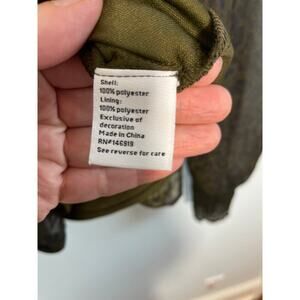 Shell:
100% polyester
Lining:
100% polyester
Exclusive of
decoration
Made in China
RN#146919
See reverse for care